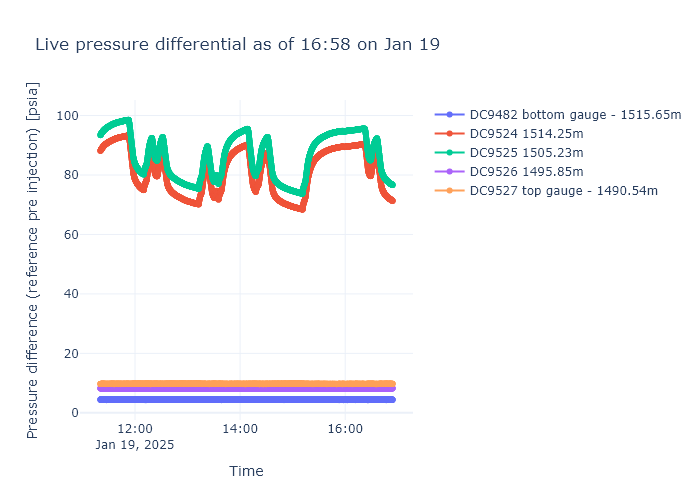 Live pressure differential as of 16:58 on Jan 19
Pressure difference (reference pre injection) [psia]
100
80
60
40
20
0
12:00
Jan 19, 2025
14:00
16:00
Time
DC9482 bottom gauge - 1515.65m
DC9524 1514.25m
DC9525 1505.23m
DC9526 1495.85m
DC9527 top gauge - 1490.54m